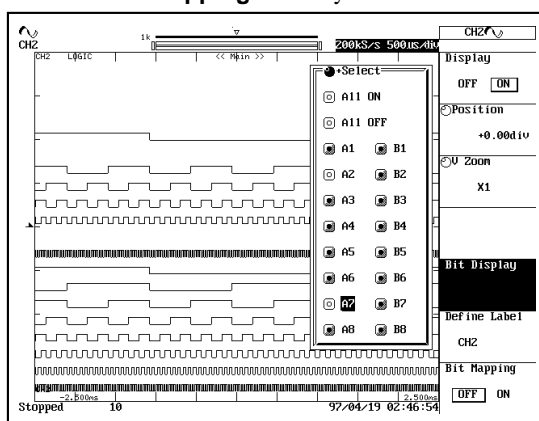 pping
CH2
1k
200kS/s 500us/div
CH2 LOGIC
<< Main >>
+Select
A11 ON
A11 OFF
A1 B1
A2 B2
A3 B3
A4 B4
A5 B5
A6 B6
A7 B7
A8 B8
CH2
Display
OFF ON
Position
+0.00div
V Zoom
X1
Bit Display
Define Label
CH2
Bit Mapping
OFF ON
-2.500ms
2.500ms
Stopped 10
97/04/19 02:46:54